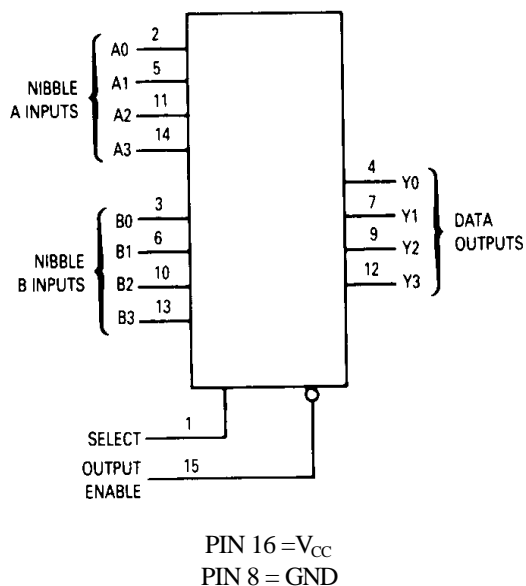 NIBBLE
A INPUTS
A0 2
A1 5
A2 11
A3 14
NIBBLE
B INPUTS
B0 3
B1 6
B2 10
B3 13
4 Y0
7 Y1
9 Y2
12 Y3
DATA
OUTPUTS
SELECT 1
OUTPUT
ENABLE 15
PIN 16 =VCC
PIN 8 = GND